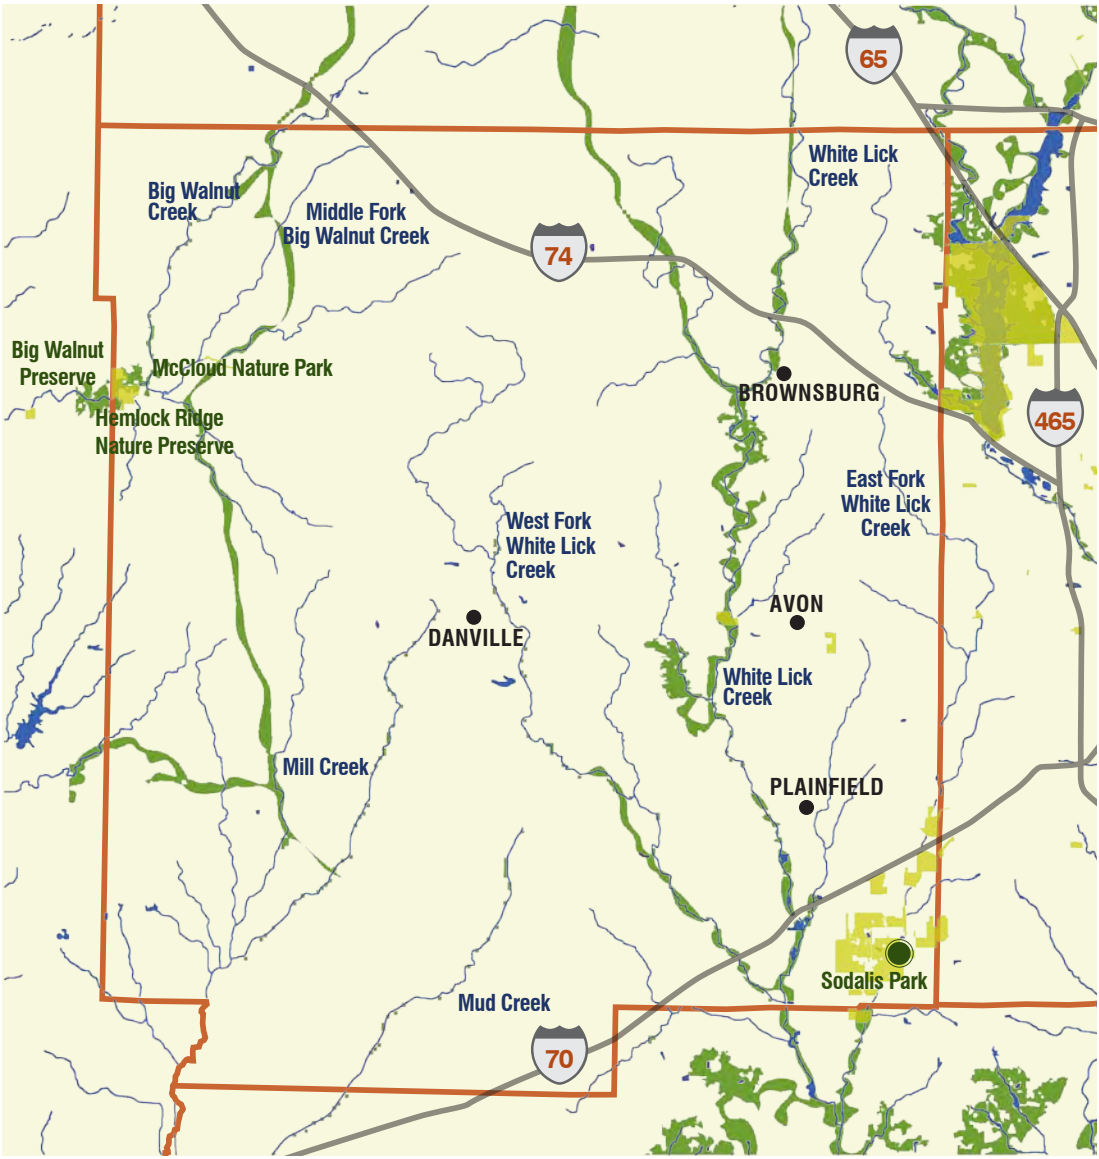 65
White Lick
Creek
Big Walnut
Creek
Middle Fork
Big Walnut Creek
74
Big Walnut
Preserve
McCloud Nature Park
BROWNSBURG
465
Hemlock Ridge
Nature Preserve
East Fork
White Lick
Creek
West Fork
White Lick
Creek
AVON
DANVILLE
White Lick
Creek
Mill Creek
PLAINFIELD
Sodalis Park
Mud Creek
70